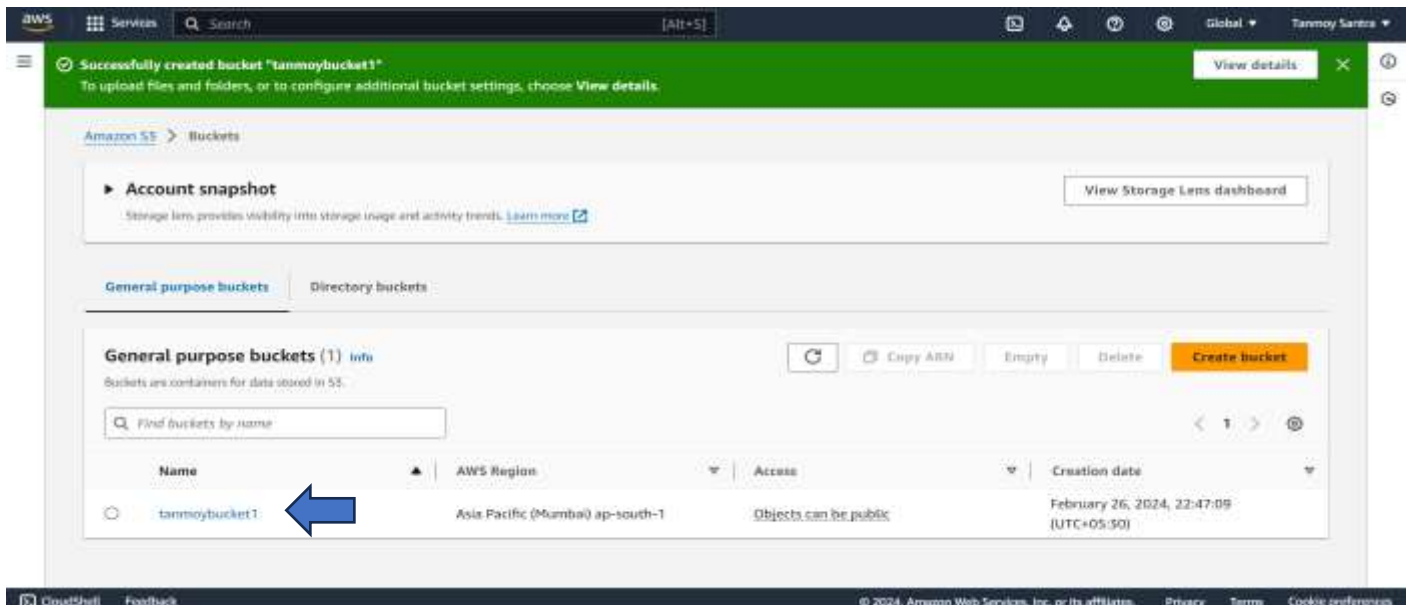 aws Services Search [Alt+S] Global Tanmoy Santra
Successfully created bucket "tanmoybucket1" View details
To upload files and folders, or to configure additional bucket settings, choose View details.
Amazon S3 > Buckets
Account snapshot View Storage Lens dashboard
Storage lens provides visibility into storage usage and activity trends. Learn more
General purpose buckets Directory buckets
General purpose buckets (1) Info Copy ARN Empty Delete Create bucket
Buckets are containers for data stored in S3.
Find buckets by name < 1 >
Name AWS Region Access Creation date
tanmoybucket1 Asia Pacific (Mumbai) ap-south-1 Objects can be public February 26, 2024, 22:47:09
(UTC+05:30)
CloudShell Feedback © 2024, Amazon Web Services, Inc. or its affiliates. Privacy Terms Cookie preferences